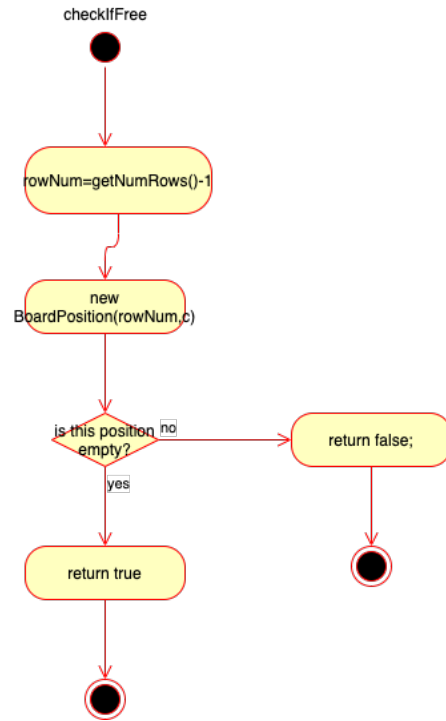 checkIfFree
rowNum=getNumRows()-1
new
BoardPosition(rowNum,c)
is this position
empty?
no
return false;
yes
return true